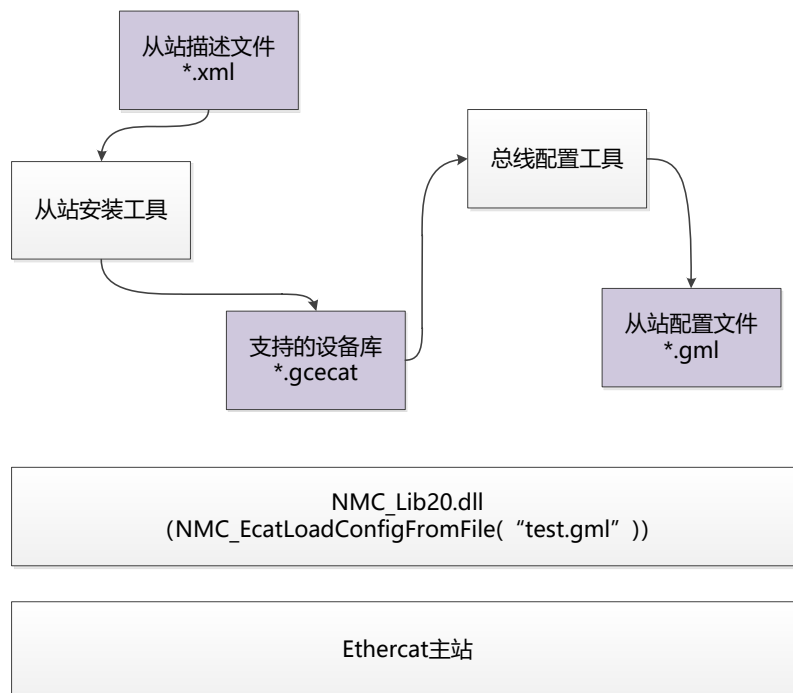 从站描述文件
*.xml
总线配置工具
从站安装工具
支持的设备库
*.gcecat
从站配置文件
*.gml
NMC_Lib20.dll
（NMC_EcatLoadConfigFromFile(“test.gml”)）
Ethercat主站